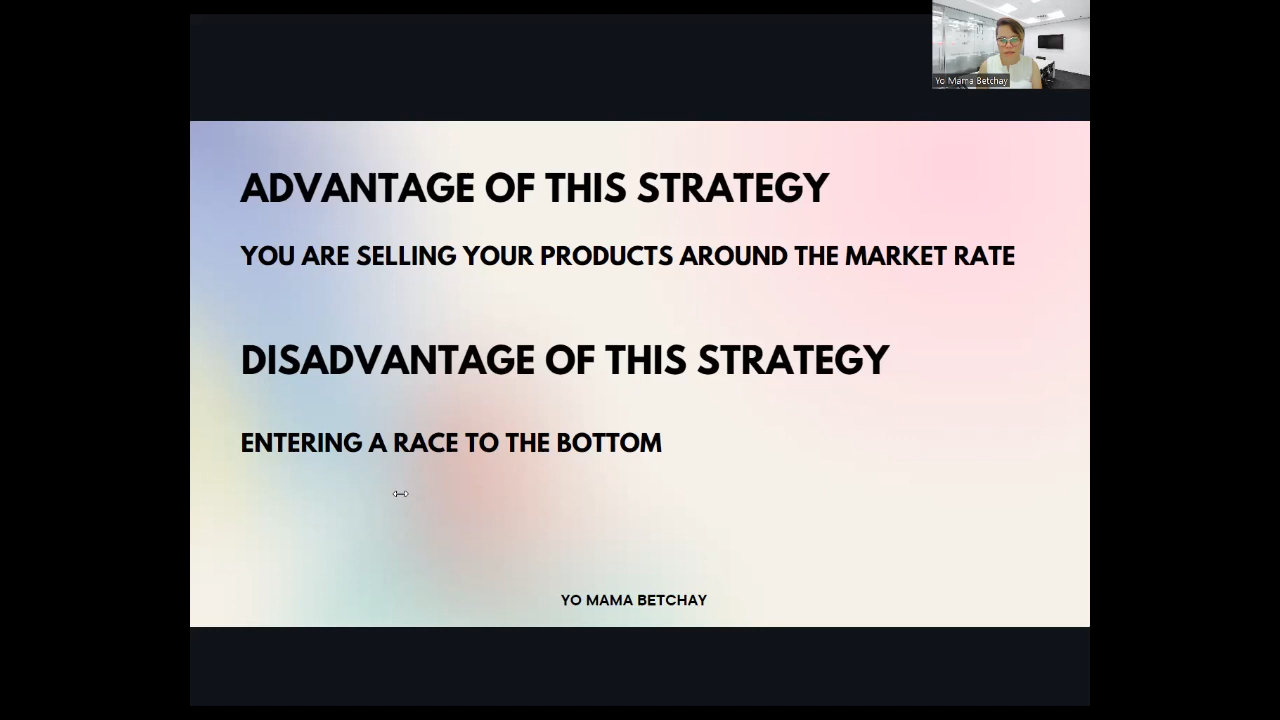 Yo Mama Betchay
ADVANTAGE OF THIS STRATEGY
YOU ARE SELLING YOUR PRODUCTS AROUND THE MARKET RATE
DISADVANTAGE OF THIS STRATEGY
ENTERING A RACE TO THE BOTTOM
YO MAMA BETCHAY